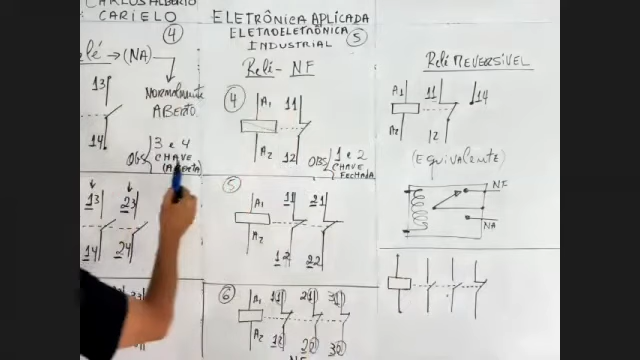 CARLOS ALBERTO
CARIELO
④
(NA)
NORMALMENTE
ABERTO.
13
14
OBS
3 e 4
CHAVE
(ABERTA)
13
23
14
24
ELETRÔNICA APLICADA
ELETROELETRÔNICA
INDUSTRIAL
⑤
Relé - NF
④
A1
11
A2
12
OBS
1 e 2
CHAVE
FECHADA
⑤
A1
11
21
A2
12
22
⑥
A1
11
21
31
A2
12
Relé REVERSÍVEL
A1
11
14
A2
12
(Equivalente)
NF
NA